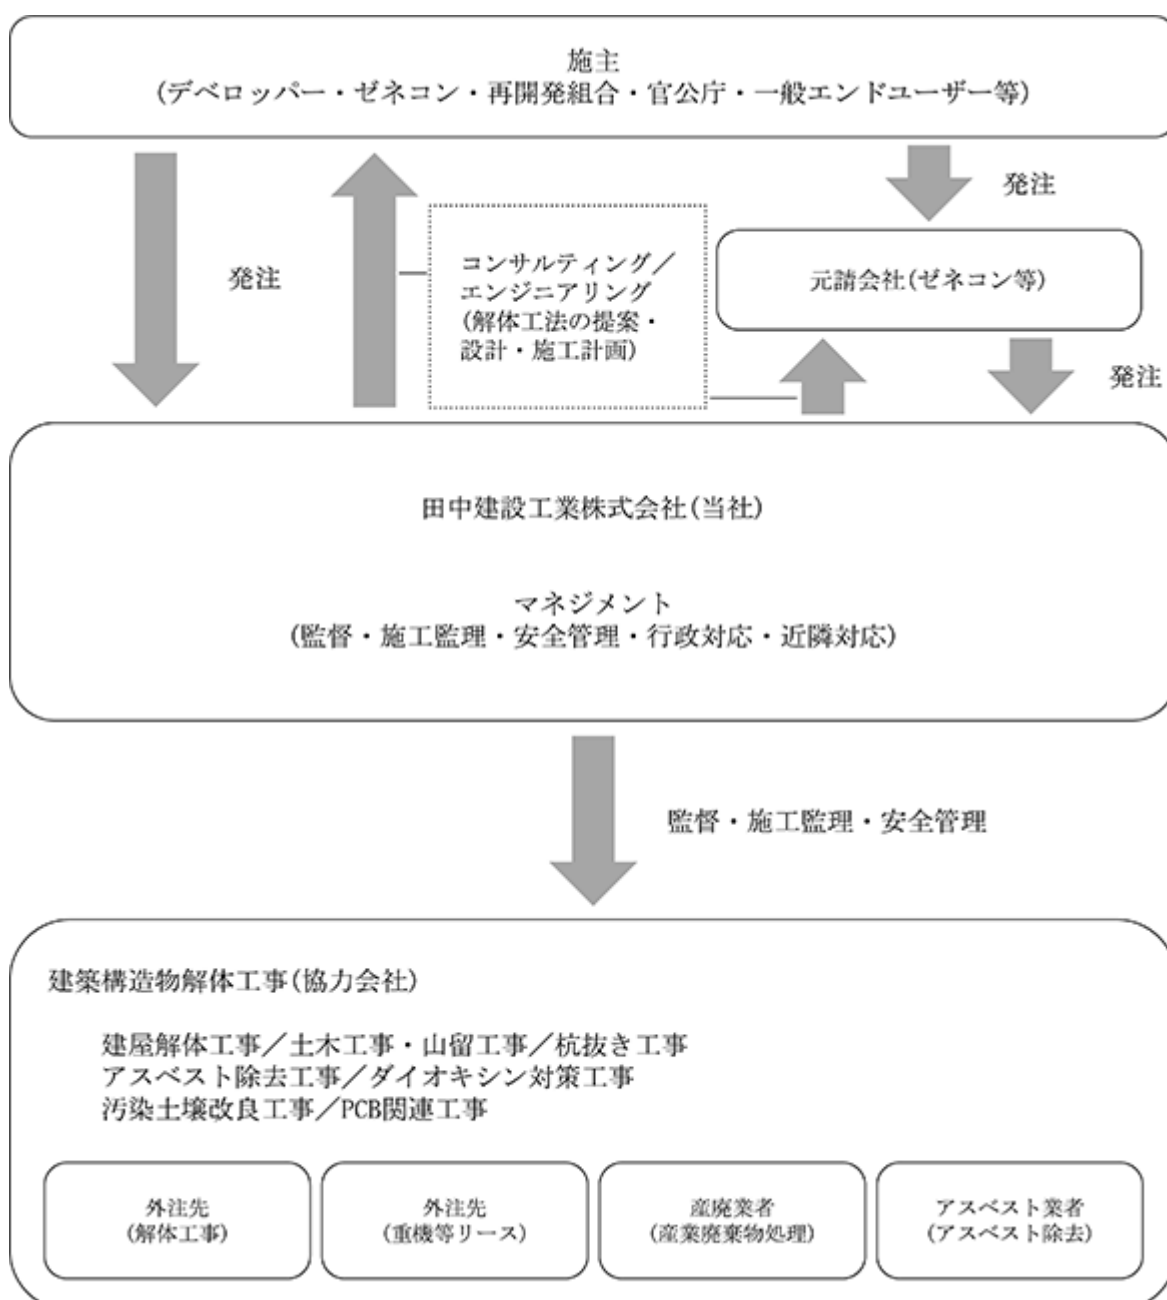 施主
(デベロッパー・ゼネコン・再開発組合・官公庁・一般エンドユーザー等)
発注
発注
コンサルティング／
エンジニアリング
(解体工法の提案・
設計・施工計画)
元請会社(ゼネコン等)
発注
田中建設工業株式会社(当社)
マネジメント
(監督・施工監理・安全管理・行政対応・近隣対応)
監督・施工監理・安全管理
建築構造物解体工事(協力会社)
建屋解体工事／土木工事・山留工事／杭抜き工事
アスベスト除去工事／ダイオキシン対策工事
汚染土壌改良工事／PCB関連工事
外注先
(解体工事)
外注先
(重機等リース)
産廃業者
(産業廃棄物処理)
アスベスト業者
(アスベスト除去)